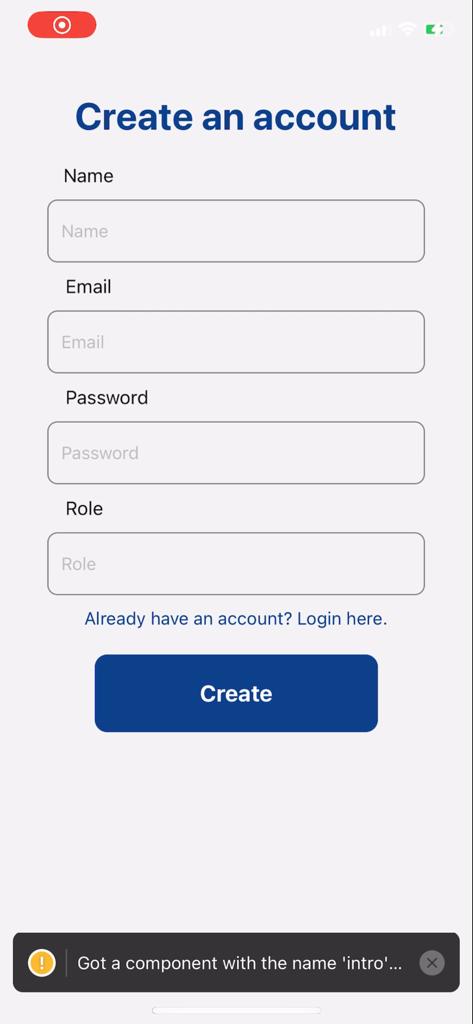 Create an account
Name
Name
Email
Email
Password
Password
Role
Role
Already have an account? Login here.
Create
Got a component with the name 'intro'...